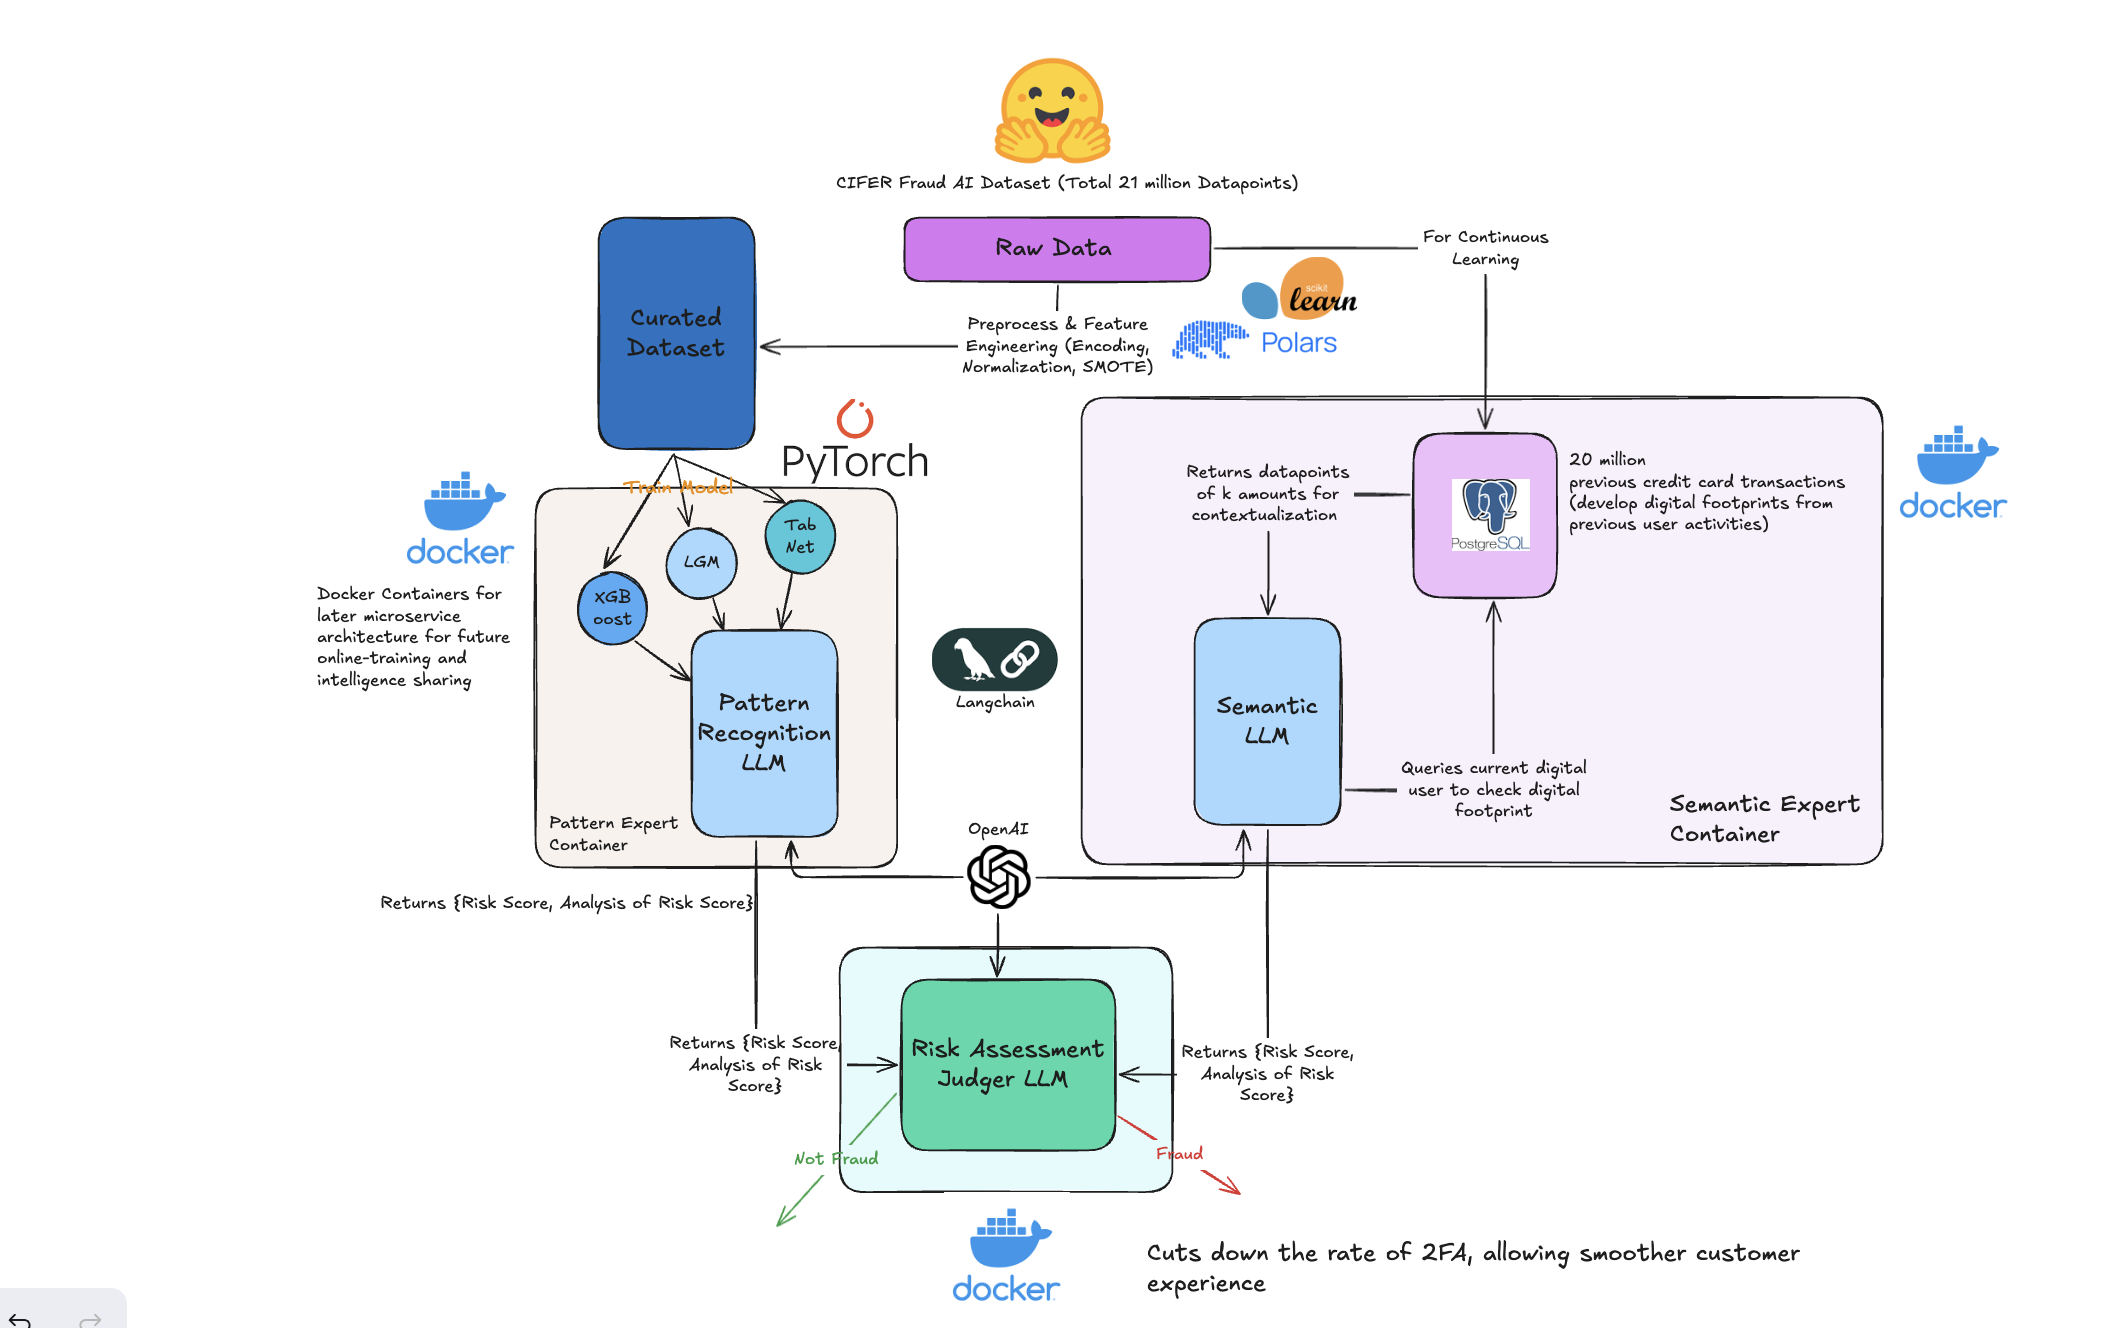 CIFER Fraud AI Dataset (Total 21 million Datapoints)
Raw Data
For Continuous
Learning
Curated
Dataset
Preprocess & Feature
Engineering (Encoding,
Normalization, SMOTE)
scikit
learn
Polars
PyTorch
Train Model
docker
Docker Containers for
later microservice
architecture for future
online-training and
intelligence sharing
XGB
oost
LGM
Tab
Net
Pattern
Recognition
LLM
Pattern Expert
Container
Langchain
Returns datapoints
of k amounts for
contextualization
PostgreSQL
20 million
previous credit card transactions
(develop digital footprints from
previous user activities)
docker
Semantic
LLM
Queries current digital
user to check digital
footprint
Semantic Expert
Container
OpenAI
Returns {Risk Score, Analysis of Risk Score}
Returns {Risk Score,
Analysis of Risk
Score}
Risk Assessment
Judger LLM
Returns {Risk Score,
Analysis of Risk
Score}
Not Fraud
Fraud
docker
Cuts down the rate of 2FA, allowing smoother customer
experience